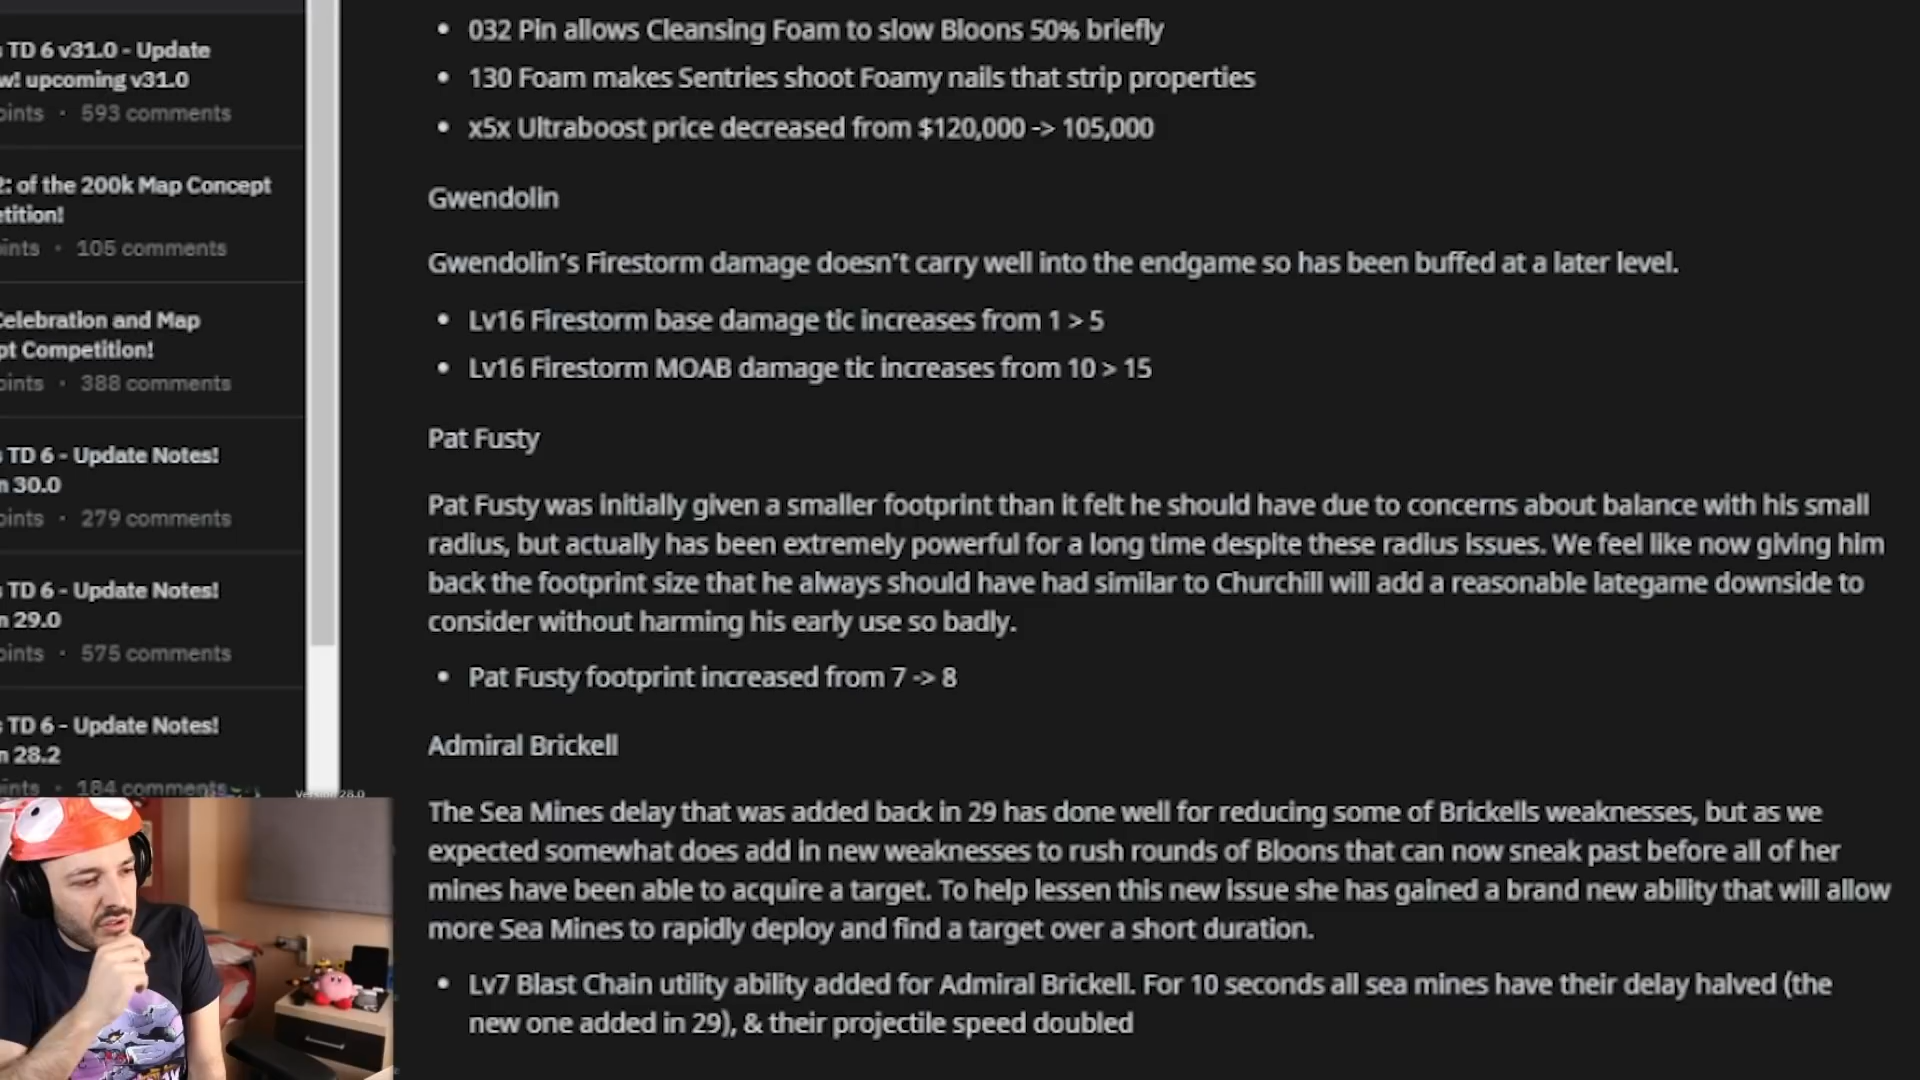 TD 6 v31.0 - Update
w! upcoming v31.0
oints · 593 comments
2: of the 200k Map Concept
etition!
ints · 105 comments
Celebration and Map
pt Competition!
oints · 388 comments
TD 6 - Update Notes!
n 30.0
oints · 279 comments
TD 6 - Update Notes!
n 29.0
oints · 575 comments
TD 6 - Update Notes!
n 28.2
ints · 184 comments
Version 28.0
• 032 Pin allows Cleansing Foam to slow Bloons 50% briefly
• 130 Foam makes Sentries shoot Foamy nails that strip properties
• x5x Ultraboost price decreased from $120,000 -> 105,000
Gwendolin
Gwendolin’s Firestorm damage doesn’t carry well into the endgame so has been buffed at a later level.
• Lv16 Firestorm base damage tic increases from 1 > 5
• Lv16 Firestorm MOAB damage tic increases from 10 > 15
Pat Fusty
Pat Fusty was initially given a smaller footprint than it felt he should have due to concerns about balance with his small
radius, but actually has been extremely powerful for a long time despite these radius issues. We feel like now giving him
back the footprint size that he always should have had similar to Churchill will add a reasonable lategame downside to
consider without harming his early use so badly.
• Pat Fusty footprint increased from 7 -> 8
Admiral Brickell
The Sea Mines delay that was added back in 29 has done well for reducing some of Brickells weaknesses, but as we
expected somewhat does add in new weaknesses to rush rounds of Bloons that can now sneak past before all of her
mines have been able to acquire a target. To help lessen this new issue she has gained a brand new ability that will allow
more Sea Mines to rapidly deploy and find a target over a short duration.
• Lv7 Blast Chain utility ability added for Admiral Brickell. For 10 seconds all sea mines have their delay halved (the
new one added in 29), & their projectile speed doubled